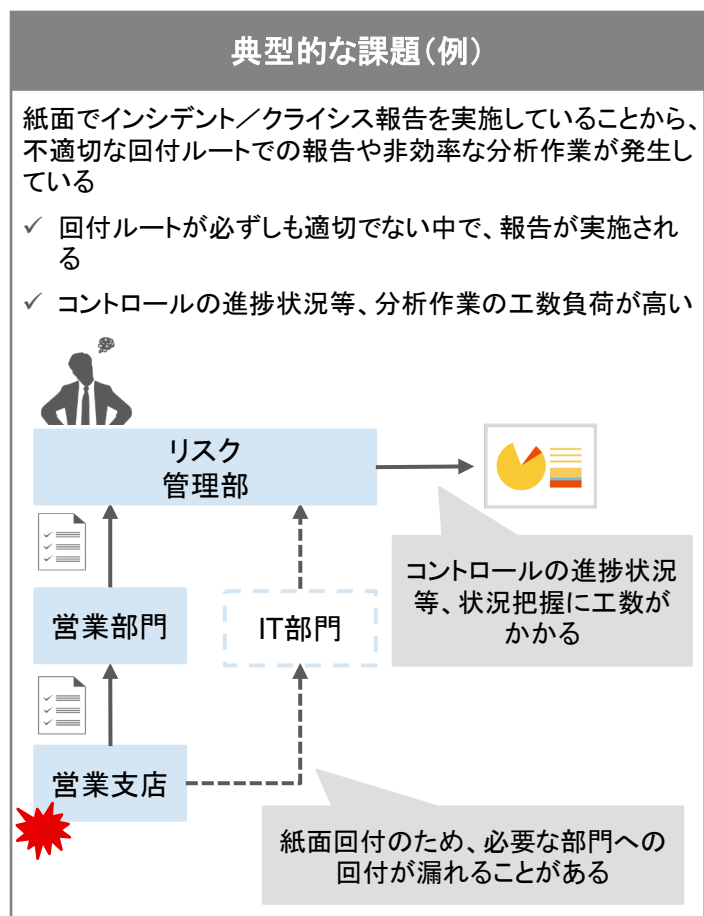 典型的な課題（例）
紙面でインシデント／クライシス報告を実施していることから、
不適切な回付ルートでの報告や非効率な分析作業が発生し
ている
✓ 回付ルートが必ずしも適切でない中で、報告が実施され
る
✓ コントロールの進捗状況等、分析作業の工数負荷が高い
リスク
管理部
コントロールの進捗状況
等、状況把握に工数が
かかる
営業部門
IT部門
営業支店
紙面回付のため、必要な部門への
回付が漏れることがある